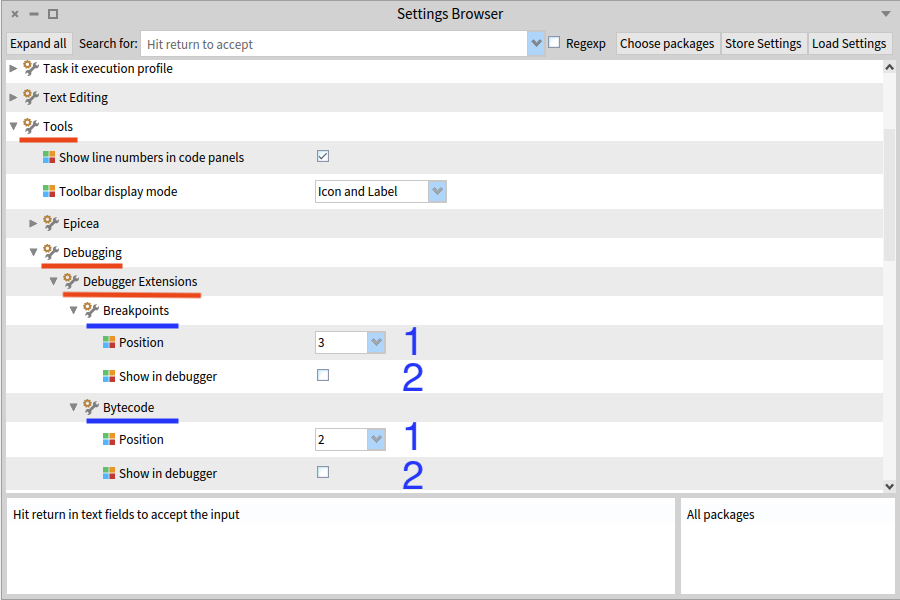 Settings Browser
Expand all Search for: Hit return to accept Regexp Choose packages Store Settings Load Settings
Task it execution profile
Text Editing
Tools
Show line numbers in code panels
Toolbar display mode Icon and Label
Epicea
Debugging
Debugger Extensions
Breakpoints
Position 3 1
Show in debugger 2
Bytecode
Position 2 1
Show in debugger 2
Hit return in text fields to accept the input All packages